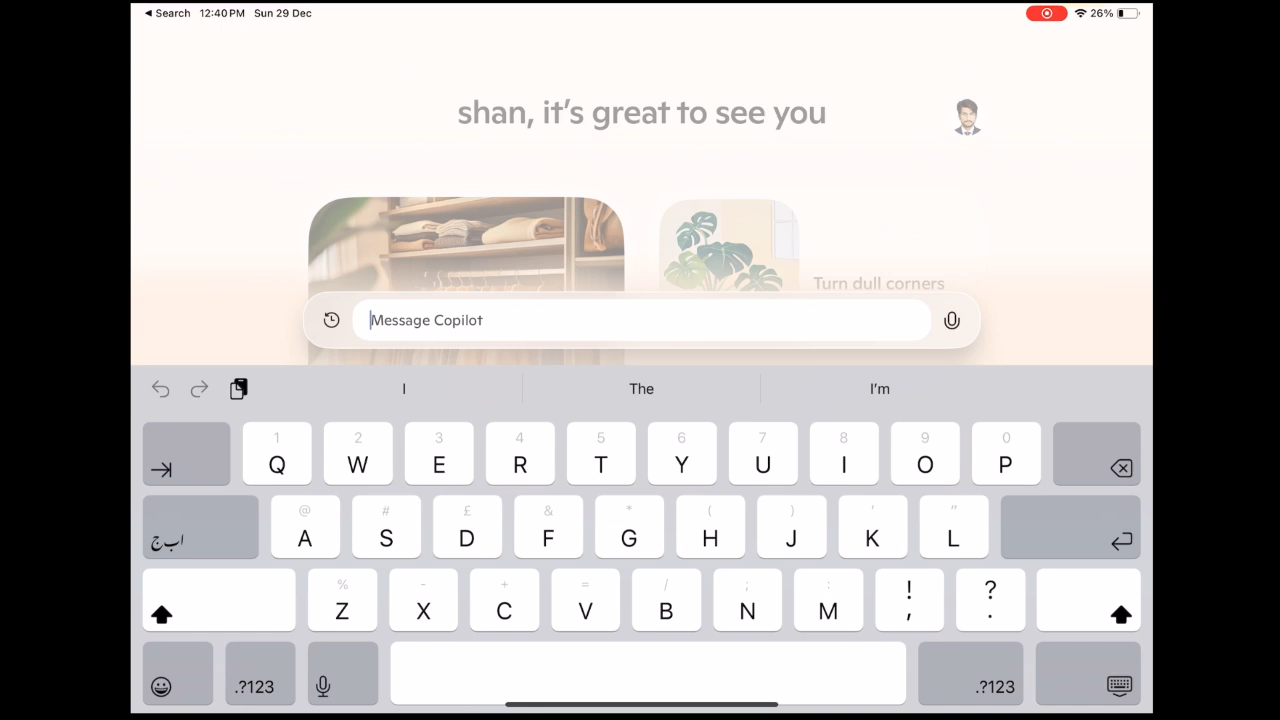 ◀ Search 12:40 PM Sun 29 Dec 26%
shan, it's great to see you
Turn dull corners
Message Copilot
I The I'm
1 2 3 4 5 6 7 8 9 0
Q W E R T Y U I O P
@ # £ & * ( ) ' "
ا ب ج A S D F G H J K L
% - + = / ; : ! ?
Z X C V B N M , .
.?123 .?123